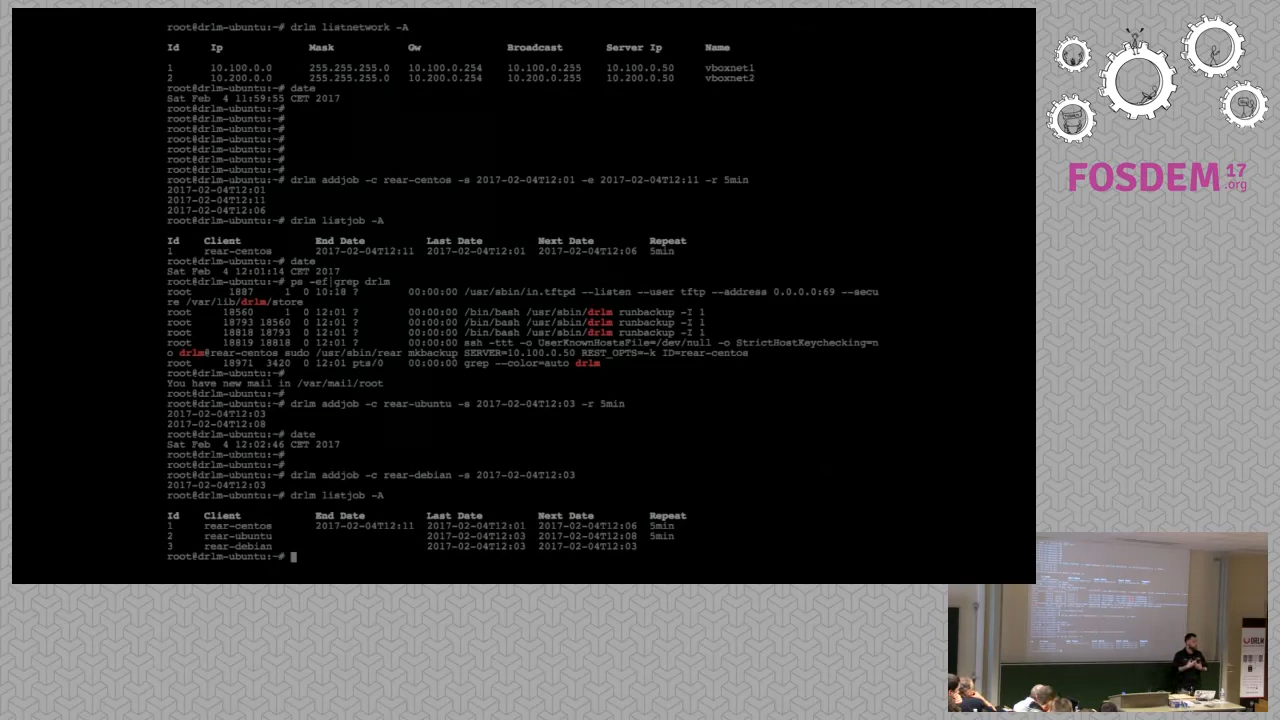 root@drlm-ubuntu:~# drlm listnetwork -A
Id Ip Mask Gw Broadcast Server Ip Name
1 10.100.0.0 255.255.255.0 10.100.0.254 10.100.0.255 10.100.0.50 vboxnet1
2 10.200.0.0 255.255.255.0 10.200.0.254 10.200.0.255 10.200.0.50 vboxnet2
root@drlm-ubuntu:~# date
Sat Feb 4 11:59:55 CET 2017
root@drlm-ubuntu:~#
root@drlm-ubuntu:~#
root@drlm-ubuntu:~#
root@drlm-ubuntu:~#
root@drlm-ubuntu:~#
root@drlm-ubuntu:~#
root@drlm-ubuntu:~#
root@drlm-ubuntu:~# drlm addjob -c rear-centos -s 2017-02-04T12:01 -e 2017-02-04T12:11 -r 5min
2017-02-04T12:01
2017-02-04T12:11
2017-02-04T12:06
root@drlm-ubuntu:~# drlm listjob -A
Id Client End Date Last Date Next Date Repeat
1 rear-centos 2017-02-04T12:11 2017-02-04T12:01 2017-02-04T12:06 5min
root@drlm-ubuntu:~# date
Sat Feb 4 12:01:14 CET 2017
root@drlm-ubuntu:~# ps -ef|grep drlm
root 1887 1 0 10:18 ? 00:00:00 /usr/sbin/in.tftpd --listen --user tftp --address 0.0.0.0:69 --secu
re /var/lib/drlm/store
root 18560 1 0 12:01 ? 00:00:00 /bin/bash /usr/sbin/drlm runbackup -I 1
root 18793 18560 0 12:01 ? 00:00:00 /bin/bash /usr/sbin/drlm runbackup -I 1
root 18818 18793 0 12:01 ? 00:00:00 /bin/bash /usr/sbin/drlm runbackup -I 1
root 18819 18818 0 12:01 ? 00:00:00 ssh -ttt -o UserKnownHostsFile=/dev/null -o StrictHostKeychecking=n
o drlm@rear-centos sudo /usr/sbin/rear mkbackup SERVER=10.100.0.50 REST_OPTS=-k ID=rear-centos
root 18971 3420 0 12:01 pts/0 00:00:00 grep --color=auto drlm
root@drlm-ubuntu:~#
You have new mail in /var/mail/root
root@drlm-ubuntu:~#
root@drlm-ubuntu:~# drlm addjob -c rear-ubuntu -s 2017-02-04T12:03 -r 5min
2017-02-04T12:03
2017-02-04T12:08
root@drlm-ubuntu:~# date
Sat Feb 4 12:02:46 CET 2017
root@drlm-ubuntu:~#
root@drlm-ubuntu:~#
root@drlm-ubuntu:~# drlm addjob -c rear-debian -s 2017-02-04T12:03
2017-02-04T12:03
root@drlm-ubuntu:~# drlm listjob -A
Id Client End Date Last Date Next Date Repeat
1 rear-centos 2017-02-04T12:11 2017-02-04T12:01 2017-02-04T12:06 5min
2 rear-ubuntu 2017-02-04T12:03 2017-02-04T12:08 5min
3 rear-debian 2017-02-04T12:03 2017-02-04T12:03
root@drlm-ubuntu:~#
FOSDEM 17
.org
DRLM